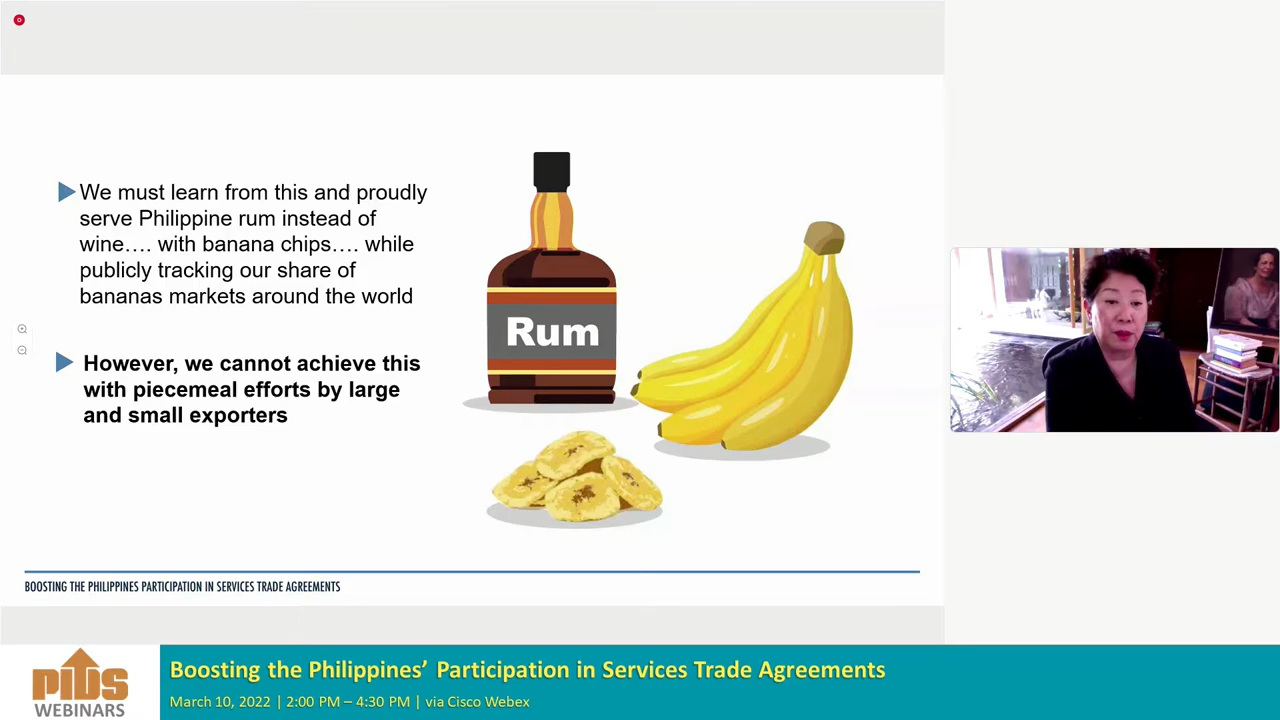 We must learn from this and proudly
serve Philippine rum instead of
wine…. with banana chips…. while
publicly tracking our share of
bananas markets around the world
However, we cannot achieve this
with piecemeal efforts by large
and small exporters
Rum
BOOSTING THE PHILIPPINES PARTICIPATION IN SERVICES TRADE AGREEMENTS
PIDS
WEBINARS
Boosting the Philippines’ Participation in Services Trade Agreements
March 10, 2022 | 2:00 PM – 4:30 PM | via Cisco Webex